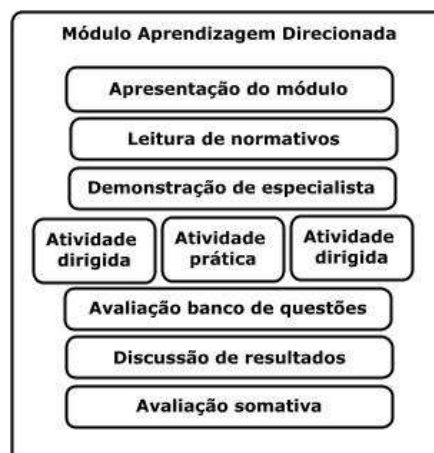 Módulo Aprendizagem Direcionada
Apresentação do módulo
Leitura de normativos
Demonstração de especialista
Atividade
dirigida
Atividade
prática
Atividade
dirigida
Avaliação banco de questões
Discussão de resultados
Avaliação somativa